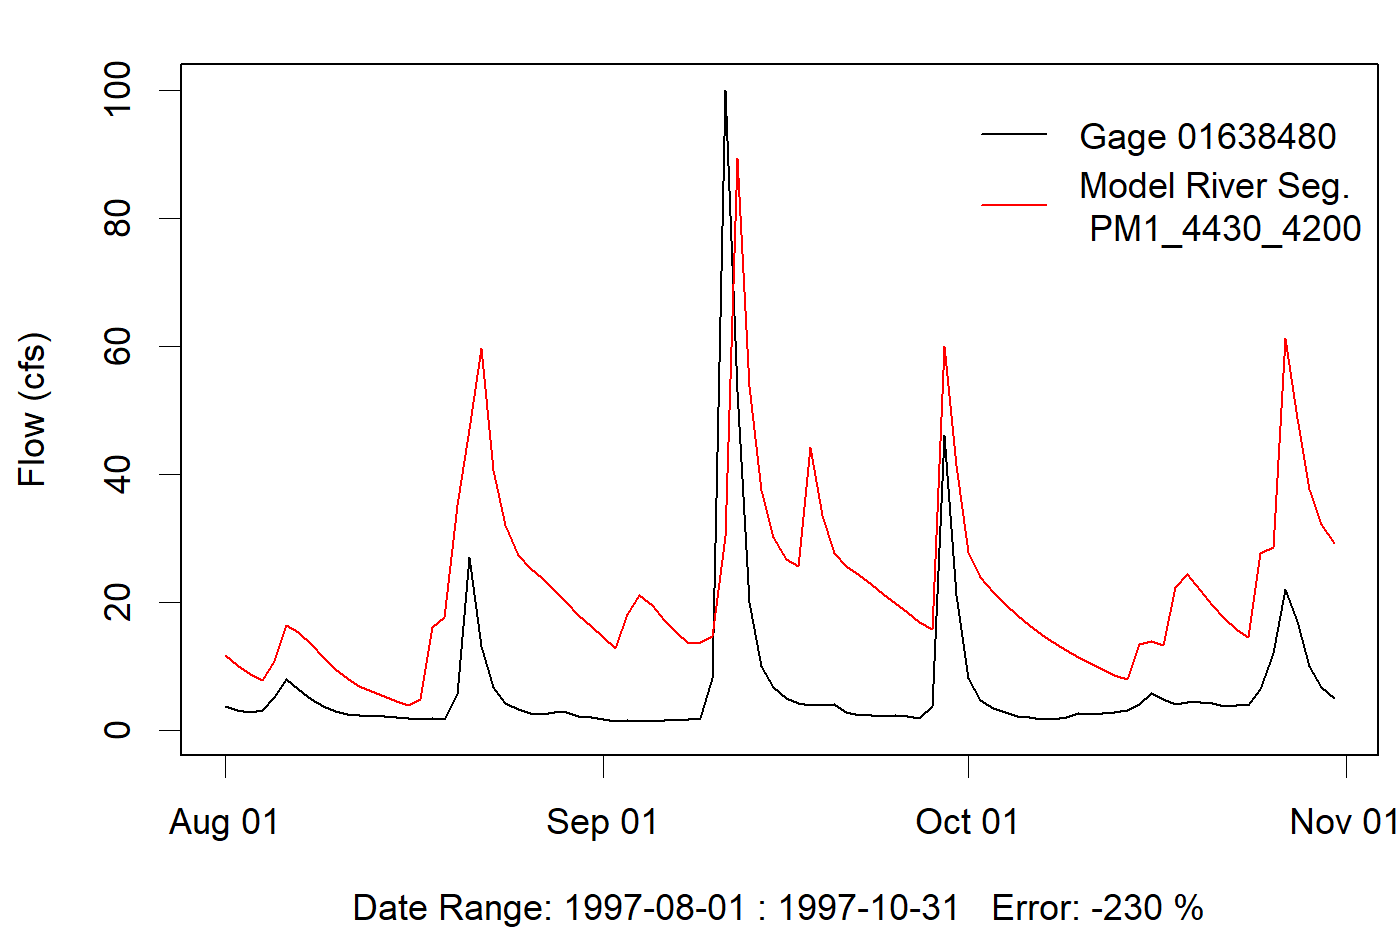 100
80
60
40
20
0
Flow (cfs)
Gage 01638480
Model River Seg.
PM1_4430_4200
Aug 01
Sep 01
Oct 01
Nov 01
Date Range: 1997-08-01 : 1997-10-31 Error: -230 %